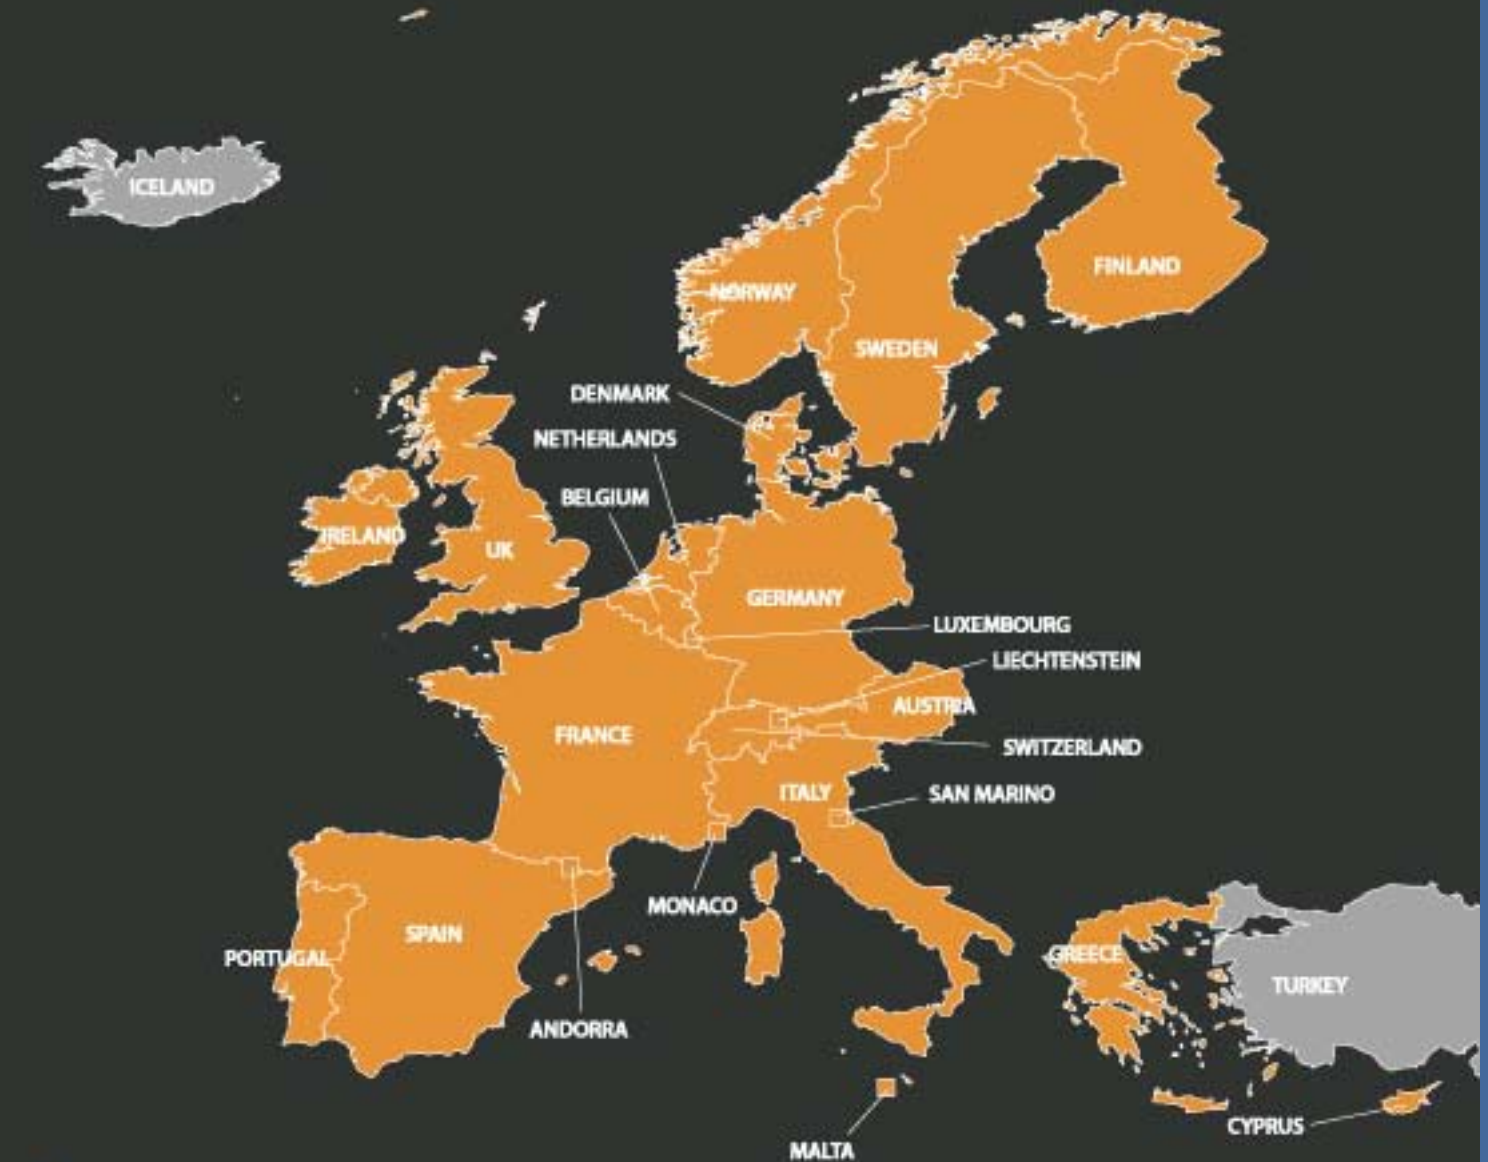 ICELAND
FINLAND
NORWAY
SWEDEN
DENMARK
NETHERLANDS
BELGIUM
IRELAND
UK
GERMANY
LUXEMBOURG
LIECHTENSTEIN
AUSTRIA
FRANCE
SWITZERLAND
ITALY
SAN MARINO
MONACO
SPAIN
PORTUGAL
GREECE
TURKEY
ANDORRA
CYPRUS
MALTA